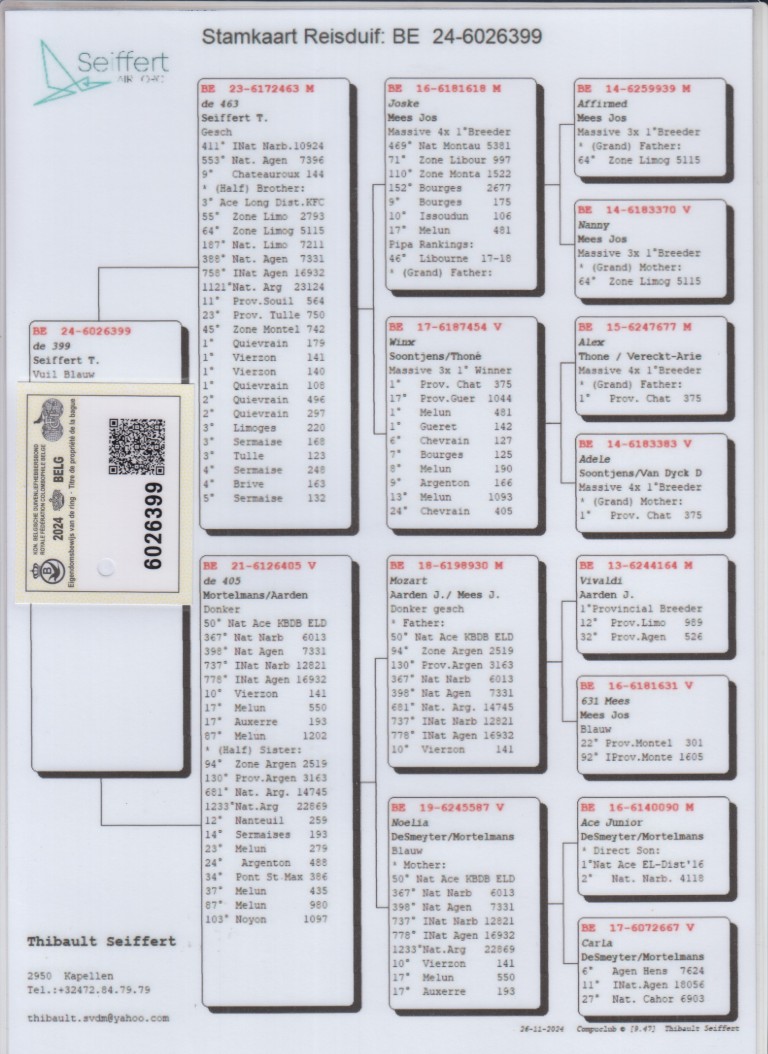 Stamkaart Reisduif: BE 24-6026399
Seiffert
BE 24-6026399
de 399
Seiffert T.
Vuil Blauw
KON. BELGISCHE DUIVENLIEFHEBBERSBOND
ROYALE FÉDÉRATION COLOMBOPHILE BELGE
2024 BELG
Eigendomsbewijs van de ring - Titre de propriété de la bague
6026399
BE 23-6172463 M
de 463
Seiffert T.
Gesch
411° INat Narb.10924
553° Nat. Agen 7396
9° Chateauroux 144
* (Half) Brother:
3° Ace Long Dist.KFC
55° Zone Limo 2793
64° Zone Limog 5115
187° Nat. Limo 7211
388° Nat. Agen 7331
758° INat Agen 16932
1121°Nat. Arg 23124
11° Prov.Souil 564
23° Prov. Tulle 750
45° Zone Montel 742
1° Quievrain 179
1° Vierzon 141
1° Vierzon 140
1° Quievrain 108
2° Quievrain 496
2° Quievrain 297
3° Limoges 220
3° Sermaise 168
3° Tulle 123
4° Sermaise 248
4° Brive 163
5° Sermaise 132
BE 21-6126405 V
de 405
Mortelmans/Aarden
Donker
50° Nat Ace KBDB ELD
367° Nat Narb 6013
398° Nat Agen 7331
737° INat Narb 12821
778° INat Agen 16932
10° Vierzon 141
17° Melun 550
17° Auxerre 193
87° Melun 1202
* (Half) Sister:
94° Zone Argen 2519
130° Prov.Argen 3163
681° Nat. Arg. 14745
1233°Nat.Arg 22869
12° Nanteuil 259
14° Sermaises 193
23° Melun 279
24° Argenton 488
34° Pont St Max 386
37° Melun 435
87° Melun 980
103° Noyon 1097
BE 16-6181618 M
Joske
Mees Jos
Massive 4x 1°Breeder
469° Nat Montau 5381
71° Zone Libour 997
110° Zone Monta 1522
152° Bourges 2677
9° Bourges 175
10° Issoudun 106
17° Melun 481
Pipa Rankings:
46° Libourne 17-18
* (Grand) Father:
BE 17-6187454 V
Winx
Soontjens/Thoné
Massive 3x 1° Winner
1° Prov. Chat 375
17° Prov.Guer 1044
1° Melun 481
1° Gueret 142
6° Chevrain 127
7° Bourges 125
8° Melun 190
9° Argenton 166
13° Melun 1093
24° Chevrain 405
BE 18-6198930 M
Mozart
Aarden J./ Mees J.
Donker gesch
* Father:
50° Nat Ace KBDB ELD
94° Zone Argen 2519
130° Prov.Argen 3163
367° Nat Narb 6013
398° Nat Agen 7331
681° Nat. Arg. 14745
737° INat Narb 12821
778° INat Agen 16932
10° Vierzon 141
BE 19-6245587 V
Noelia
DeSmeyter/Mortelmans
Blauw
* Mother:
50° Nat Ace KBDB ELD
367° Nat Narb 6013
398° Nat Agen 7331
737° INat Narb 12821
778° INat Agen 16932
1233°Nat.Arg 22869
10° Vierzon 141
17° Melun 550
17° Auxerre 193
BE 14-6259939 M
Affirmed
Mees Jos
Massive 3x 1°Breeder
* (Grand) Father:
64° Zone Limog 5115
BE 14-6183370 V
Nanny
Mees Jos
Massive 3x 1°Breeder
* (Grand) Mother:
64° Zone Limog 5115
BE 15-6247677 M
Alex
Thone / Vereckt-Arie
Massive 4x 1°Breeder
* (Grand) Father:
1° Prov. Chat 375
BE 14-6183383 V
Adele
Soontjens/Van Dyck D
Massive 4x 1°Breeder
* (Grand) Mother:
1° Prov. Chat 375
BE 13-6244164 M
Vivaldi
Aarden J.
1°Provincial Breeder
12° Prov.Limo 989
32° Prov.Agen 526
BE 16-6181631 V
631 Mees
Mees Jos
Blauw
22° Prov.Montel 301
92° IProv.Monte 1605
BE 16-6140090 M
Ace Junior
DeSmeyter/Mortelmans
* Direct Son:
1°Nat Ace EL-Dist'16
2° Nat. Narb. 4118
BE 17-6072667 V
Carla
DeSmeyter/Mortelmans
6° Agen Hens 7624
11° INat.Agen 18056
27° Nat. Cahor 6903
Thibault Seiffert
2950 Kapellen
Tel.:+32472.84.79.79
thibault.svdm@yahoo.com
26-11-2024 Compuclub © [9.47] Thibault Seiffert